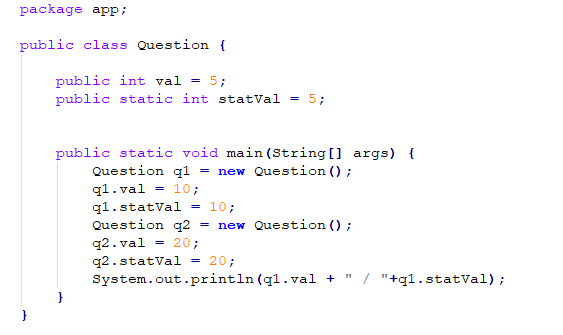 package app;
public class Question {
public int val = 5;
public static int statVal = 5;
public static void main(String[] args) {
Question q1 = new Question();
q1.val = 10;
q1.statVal = 10;
Question q2 = new Question();
q2.val = 20;
q2.statVal = 20;
System.out.println(q1.val + " / "+q1.statVal);
}
}